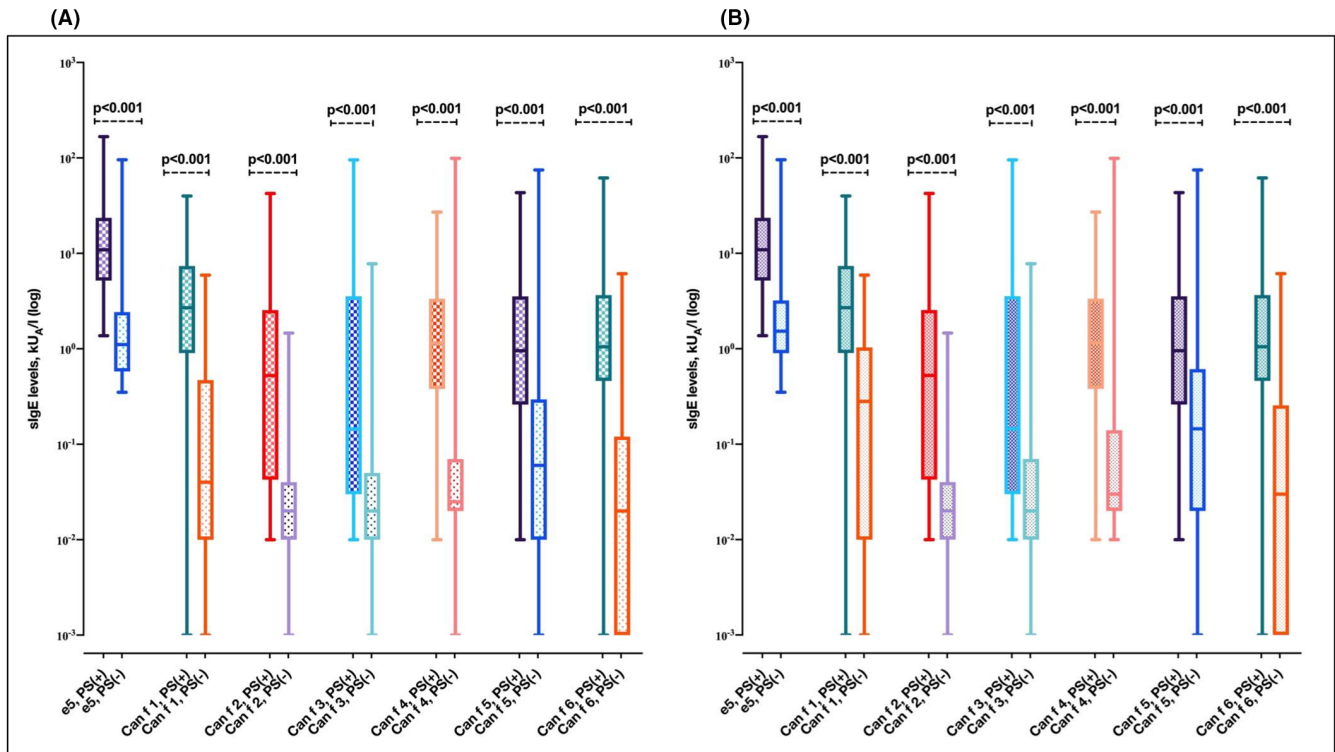 (A)
10³
10²
10¹
10⁰
10⁻¹
10⁻²
10⁻³
sIgE levels, kU_A/l (log)
p<0.001
p<0.001
p<0.001
p<0.001
p<0.001
p<0.001
p<0.001
e5, PS(+)
e5, PS(-)
Can f 1, PS(+)
Can f 1, PS(-)
Can f 2, PS(+)
Can f 2, PS(-)
Can f 3, PS(+)
Can f 3, PS(-)
Can f 4, PS(+)
Can f 4, PS(-)
Can f 5, PS(+)
Can f 5, PS(-)
Can f 6, PS(+)
Can f 6, PS(-)
(B)
10³
10²
10¹
10⁰
10⁻¹
10⁻²
10⁻³
sIgE levels, kU_A/l (log)
p<0.001
p<0.001
p<0.001
p<0.001
p<0.001
p<0.001
p<0.001
e5, PS(+)
e5, PS(-)
Can f 1, PS(+)
Can f 1, PS(-)
Can f 2, PS(+)
Can f 2, PS(-)
Can f 3, PS(+)
Can f 3, PS(-)
Can f 4, PS(+)
Can f 4, PS(-)
Can f 5, PS(+)
Can f 5, PS(-)
Can f 6, PS(+)
Can f 6, PS(-)